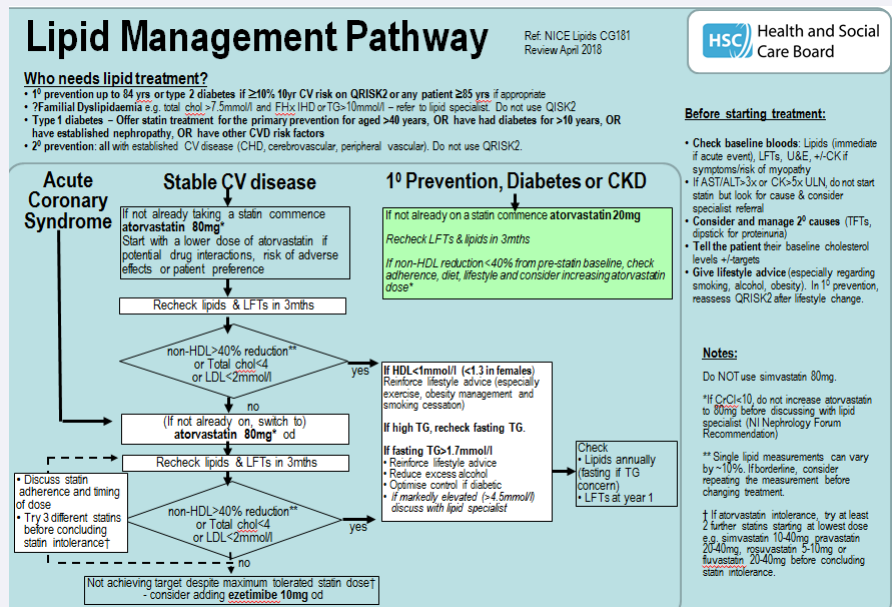 Lipid Management Pathway
Ref: NICE Lipids CG181
Review April 2018
HSC
Health and Social
Care Board
Who needs lipid treatment?
• 1⁰ prevention up to 84 yrs or type 2 diabetes if ≥10% 10yr CV risk on QRISK2 or any patient ≥85 yrs if appropriate
• ?Familial Dyslipidaemia e.g. total chol >7.5mmol/l and FHx IHD or TG>10mmol/l – refer to lipid specialist. Do not use QISK2
• Type 1 diabetes – Offer statin treatment for the primary prevention for aged >40 years, OR have had diabetes for >10 years, OR
have established nephropathy, OR have other CVD risk factors
• 2⁰ prevention: all with established CV disease (CHD, cerebrovascular, peripheral vascular). Do not use QRISK2.
Acute
Coronary
Syndrome
Stable CV disease
If not already taking a statin commence
atorvastatin 80mg*
Start with a lower dose of atorvastatin if
potential drug interactions, risk of adverse
effects or patient preference
Recheck lipids & LFTs in 3mths
non-HDL>40% reduction**
or Total chol<4
or LDL<2mmol/l
yes
no
(If not already on, switch to)
atorvastatin 80mg* od
Recheck lipids & LFTs in 3mths
• Discuss statin
adherence and timing
of dose
• Try 3 different statins
before concluding
statin intolerance†
non-HDL>40% reduction**
or Total chol<4
or LDL<2mmol/l
yes
no
Not achieving target despite maximum tolerated statin dose†
- consider adding ezetimibe 10mg od
1⁰ Prevention, Diabetes or CKD
If not already on a statin commence atorvastatin 20mg
Recheck LFTs & lipids in 3mths
If non-HDL reduction <40% from pre-statin baseline, check
adherence, diet, lifestyle and consider increasing atorvastatin
dose*
If HDL<1mmol/l (<1.3 in females)
Reinforce lifestyle advice (especially
exercise, obesity management and
smoking cessation)
If high TG, recheck fasting TG.
If fasting TG>1.7mmol/l
• Reinforce lifestyle advice
• Reduce excess alcohol
• Optimise control if diabetic
• If markedly elevated (>4.5mmol/l)
discuss with lipid specialist
Check
• Lipids annually
(fasting if TG
concern)
• LFTs at year 1
Before starting treatment:
• Check baseline bloods: Lipids (immediate
if acute event), LFTs, U&E, +/-CK if
symptoms/risk of myopathy
• If AST/ALT>3x or CK>5x ULN, do not start
statin but look for cause & consider
specialist referral
• Consider and manage 2⁰ causes (TFTs,
dipstick for proteinuria)
• Tell the patient their baseline cholesterol
levels +/-targets
• Give lifestyle advice (especially regarding
smoking, alcohol, obesity). In 1⁰ prevention,
reassess QRISK2 after lifestyle change.
Notes:
Do NOT use simvastatin 80mg.
*If CrCl<10, do not increase atorvastatin
to 80mg before discussing with lipid
specialist (NI Nephrology Forum
Recommendation)
** Single lipid measurements can vary
by ~10%. If borderline, consider
repeating the measurement before
changing treatment.
† If atorvastatin intolerance, try at least
2 further statins starting at lowest dose
e.g. simvastatin 10-40mg pravastatin
20-40mg, rosuvastatin 5-10mg or
fluvastatin 20-40mg before concluding
statin intolerance.